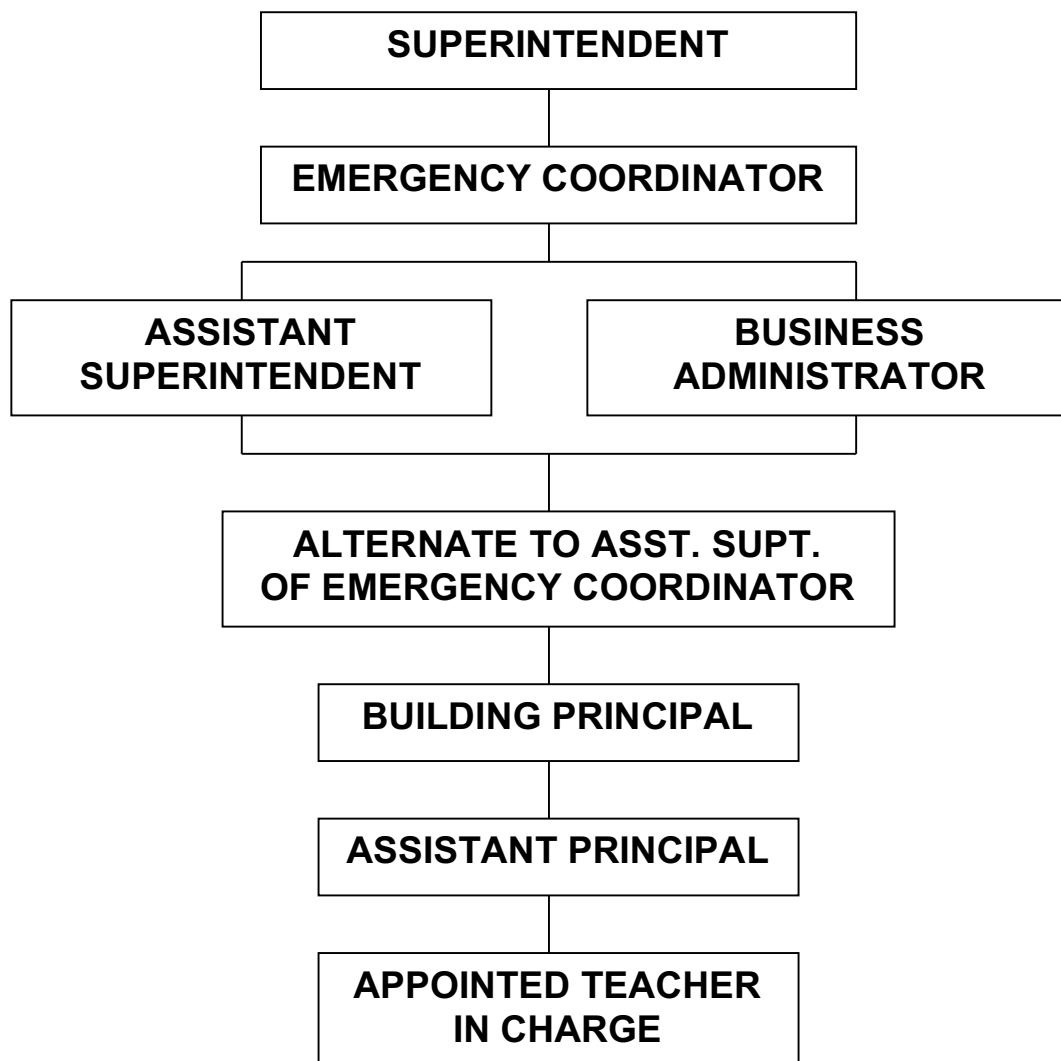 SUPERINTENDENT
EMERGENCY COORDINATOR
ASSISTANT
SUPERINTENDENT
BUSINESS
ADMINISTRATOR
ALTERNATE TO ASST. SUPT.
OF EMERGENCY COORDINATOR
BUILDING PRINCIPAL
ASSISTANT PRINCIPAL
APPOINTED TEACHER
IN CHARGE